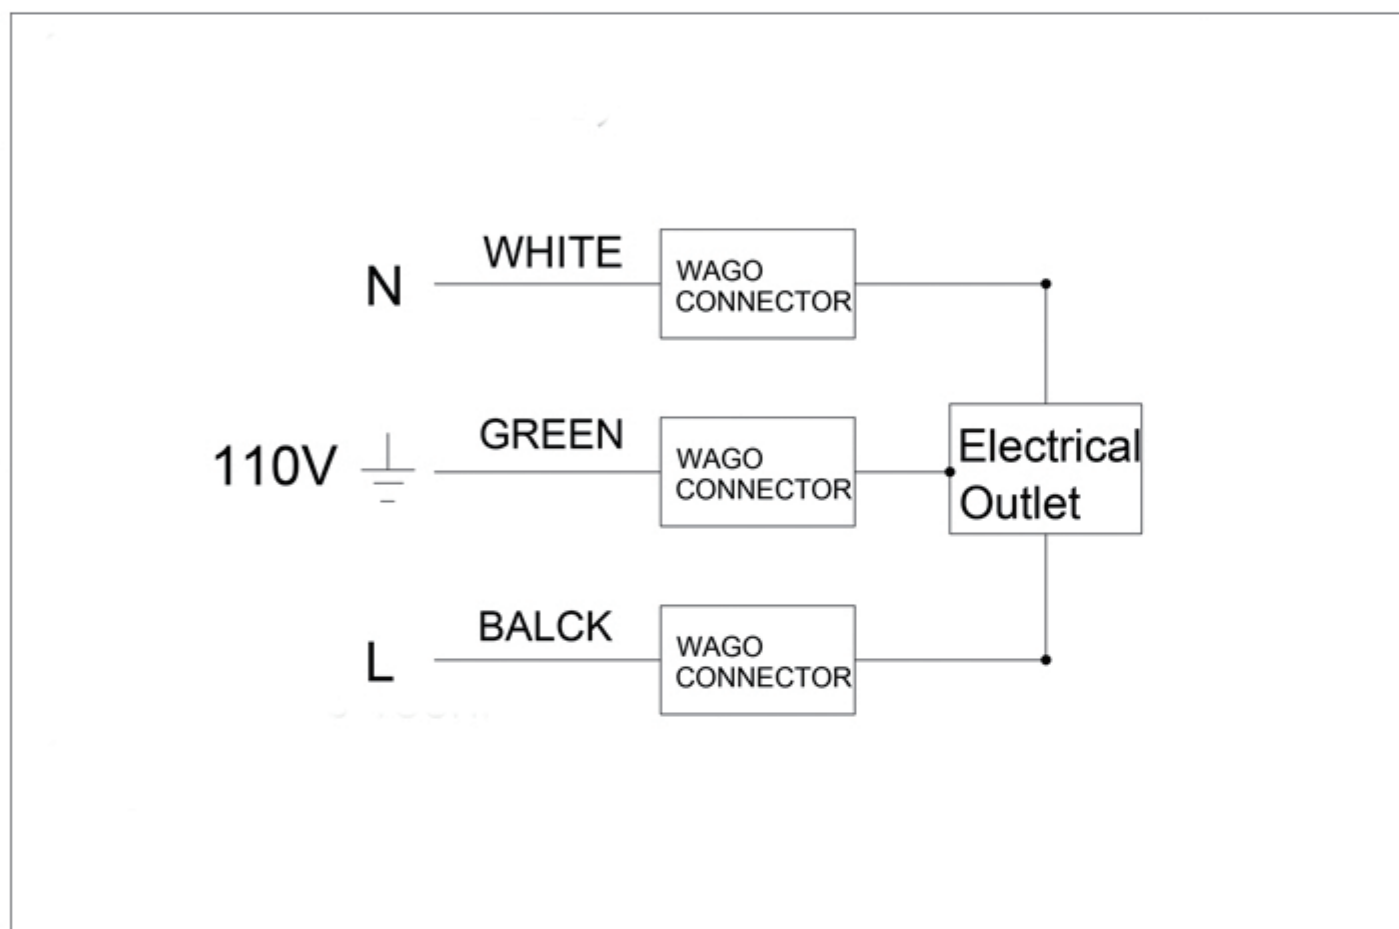 N
WHITE
WAGO
CONNECTOR
110V
GREEN
WAGO
CONNECTOR
Electrical
Outlet
L
BALCK
WAGO
CONNECTOR